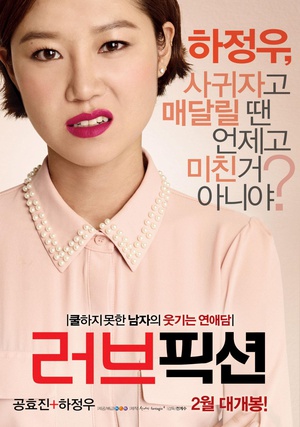 하정우,
사귀자고
매달릴 땐
언제고
미친거
아니야?
|쿨하지 못한 남자의 웃기는 연애담|
러브픽션
공효진+하정우
2월 대개봉!